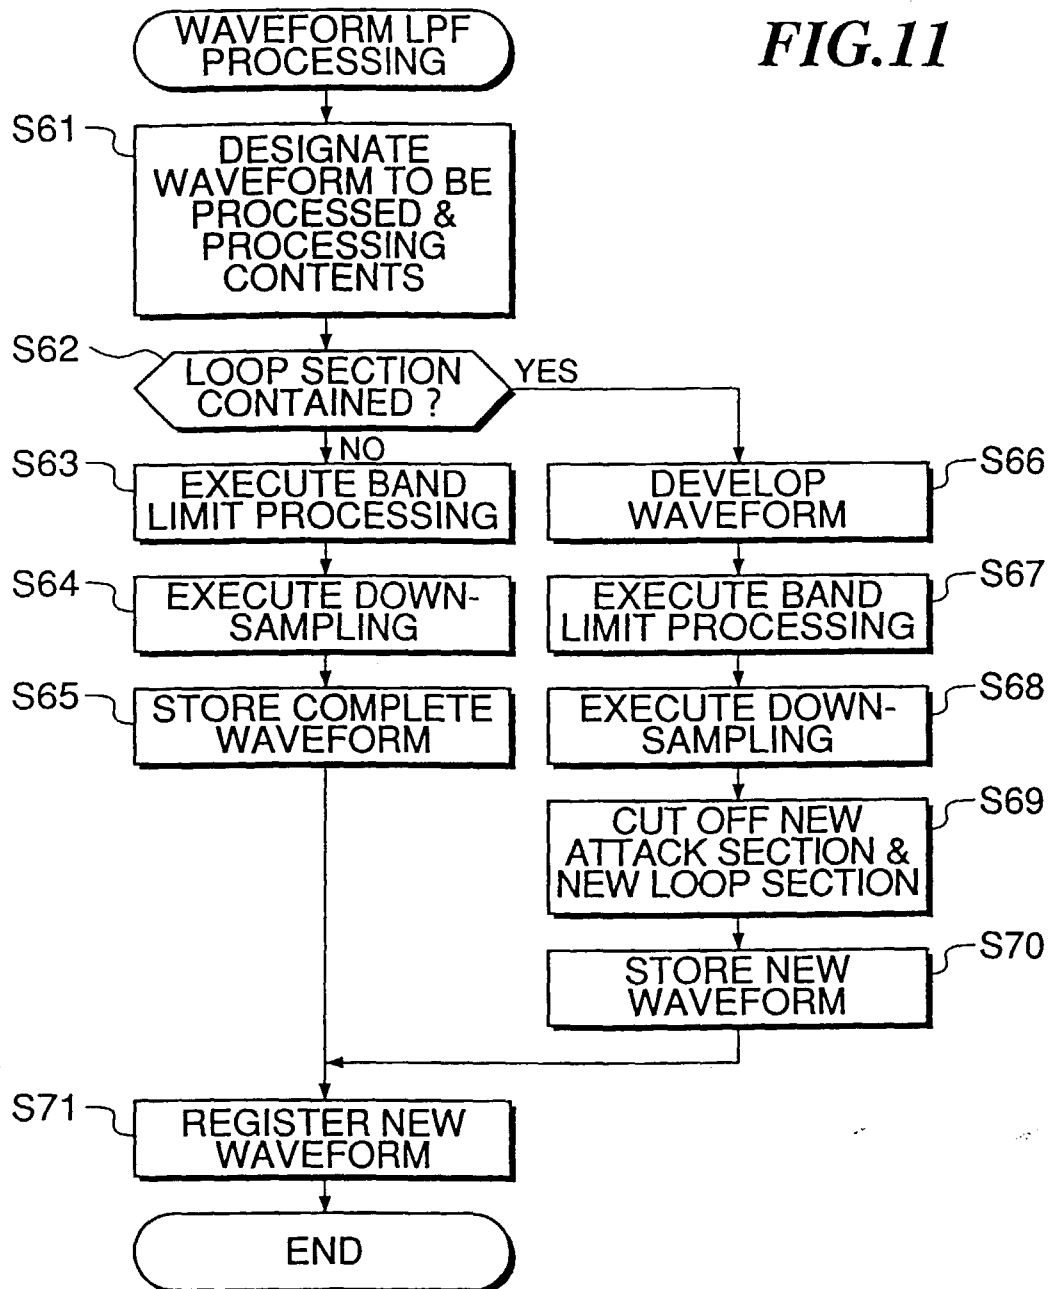 FIG.11
WAVEFORM LPF
PROCESSING
S61
DESIGNATE
WAVEFORM TO BE
PROCESSED &
PROCESSING
CONTENTS
S62
LOOP SECTION
CONTAINED ?
YES
NO
S63
EXECUTE BAND
LIMIT PROCESSING
S64
EXECUTE DOWN-
SAMPLING
S65
STORE COMPLETE
WAVEFORM
S66
DEVELOP
WAVEFORM
S67
EXECUTE BAND
LIMIT PROCESSING
S68
EXECUTE DOWN-
SAMPLING
S69
CUT OFF NEW
ATTACK SECTION &
NEW LOOP SECTION
S70
STORE NEW
WAVEFORM
S71
REGISTER NEW
WAVEFORM
END